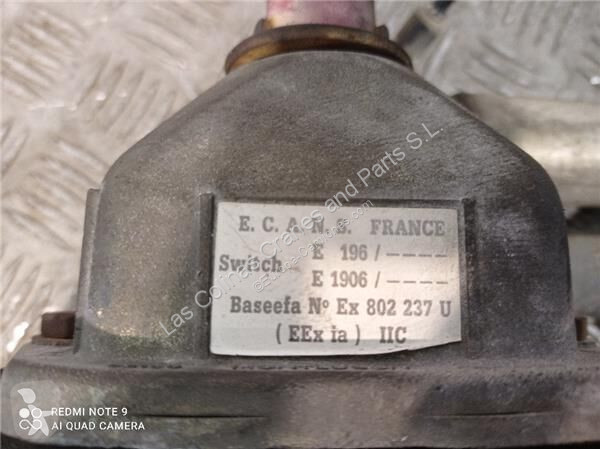 E. C. A. N. S. FRANCE
Switch E 196/----
E 1906/----
Baseefa Nº Ex 802 237 U
(EEx ia) IIC
Las Conchas Cranes and Parts S.L.
REDMI NOTE 9
AI QUAD CAMERA